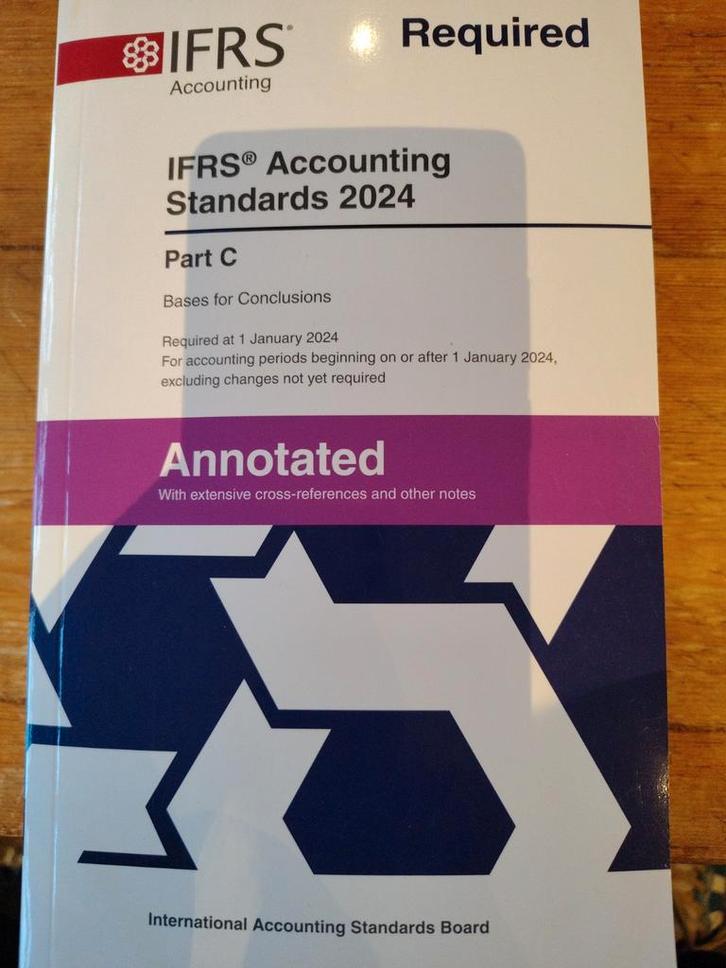 IFRS®
Accounting
Required
IFRS® Accounting
Standards 2024
Part C
Bases for Conclusions
Required at 1 January 2024
For accounting periods beginning on or after 1 January 2024,
excluding changes not yet required
Annotated
With extensive cross-references and other notes
International Accounting Standards Board